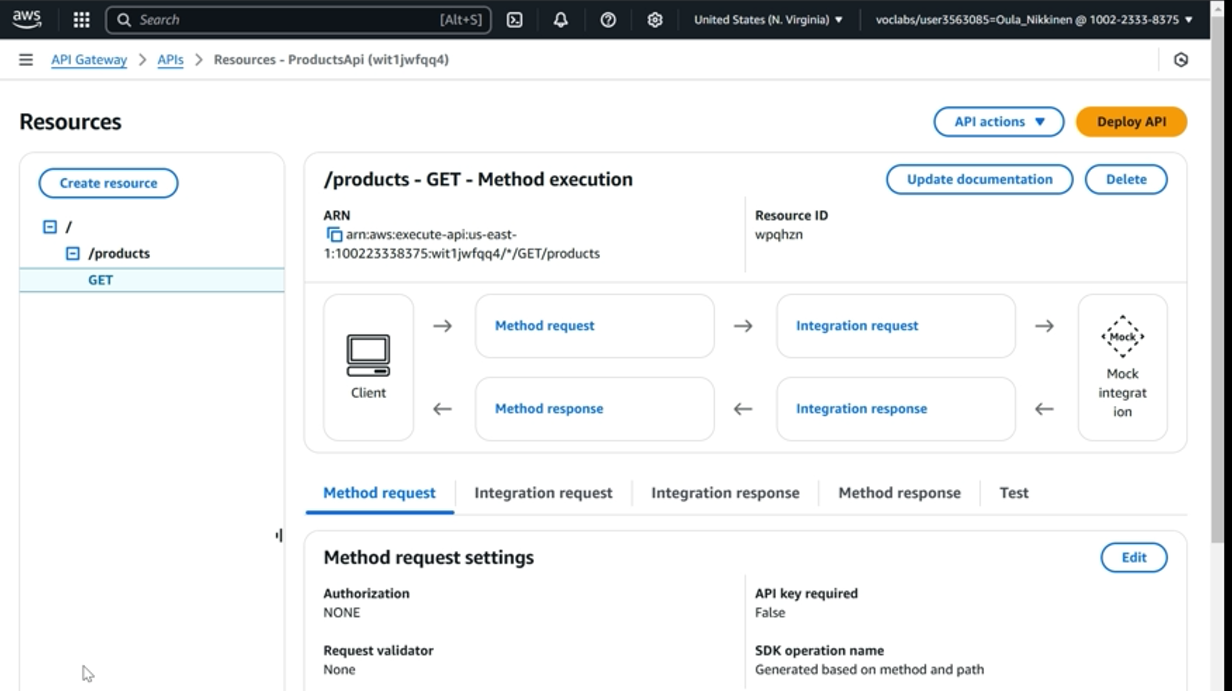 aws
Search [Alt+S]
United States (N. Virginia) ▼
voclabs/user3563085=Oula_Nikkinen @ 1002-2333-8375 ▼
API Gateway > APIs > Resources - ProductsApi (wit1jwfqq4)
Resources
API actions ▼
Deploy API
Create resource
/
/products
GET
/products - GET - Method execution
Update documentation
Delete
ARN
arn:aws:execute-api:us-east-
1:100223338375:wit1jwfqq4/*/GET/products
Resource ID
wpqhzn
Client
Method request
Integration request
Method response
Integration response
Mock
Mock
integrat
ion
Method request
Integration request
Integration response
Method response
Test
Method request settings
Edit
Authorization
NONE
API key required
False
Request validator
None
SDK operation name
Generated based on method and path